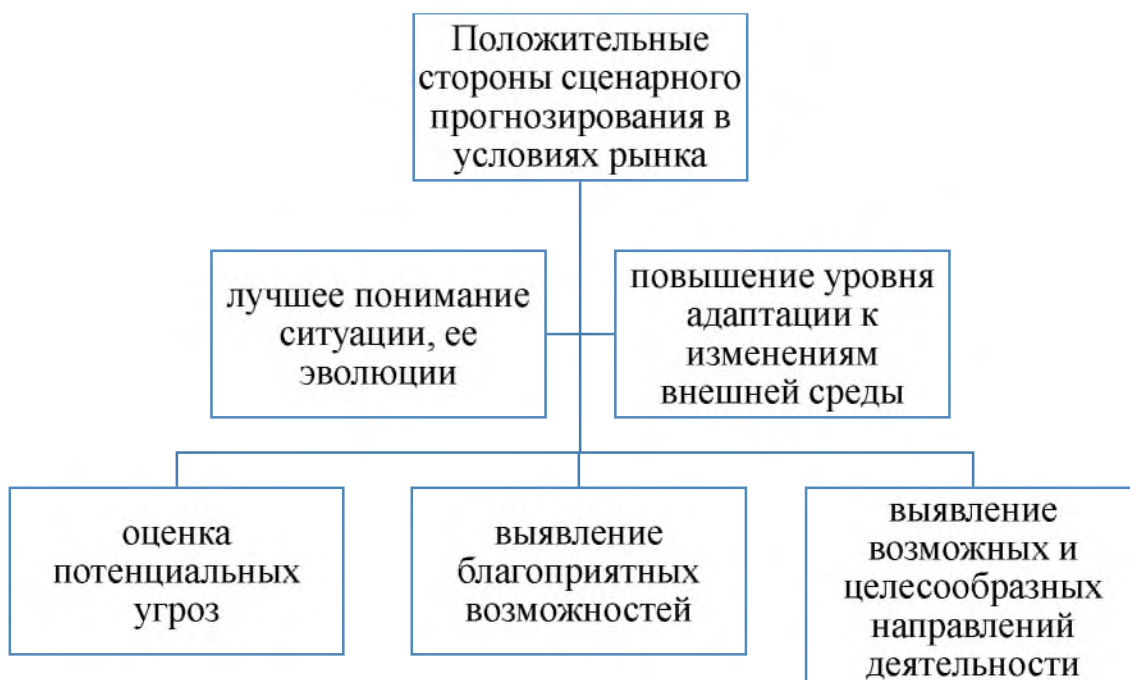 Положительные
стороны сценарного
прогнозирования в
условиях рынка
лучшее понимание
ситуации, ее
эволюции
повышение уровня
адаптации к
изменениям
внешней среды
оценка
потенциальных
угроз
выявление
благоприятных
возможностей
выявление
возможных и
целесообразных
направлений
деятельности